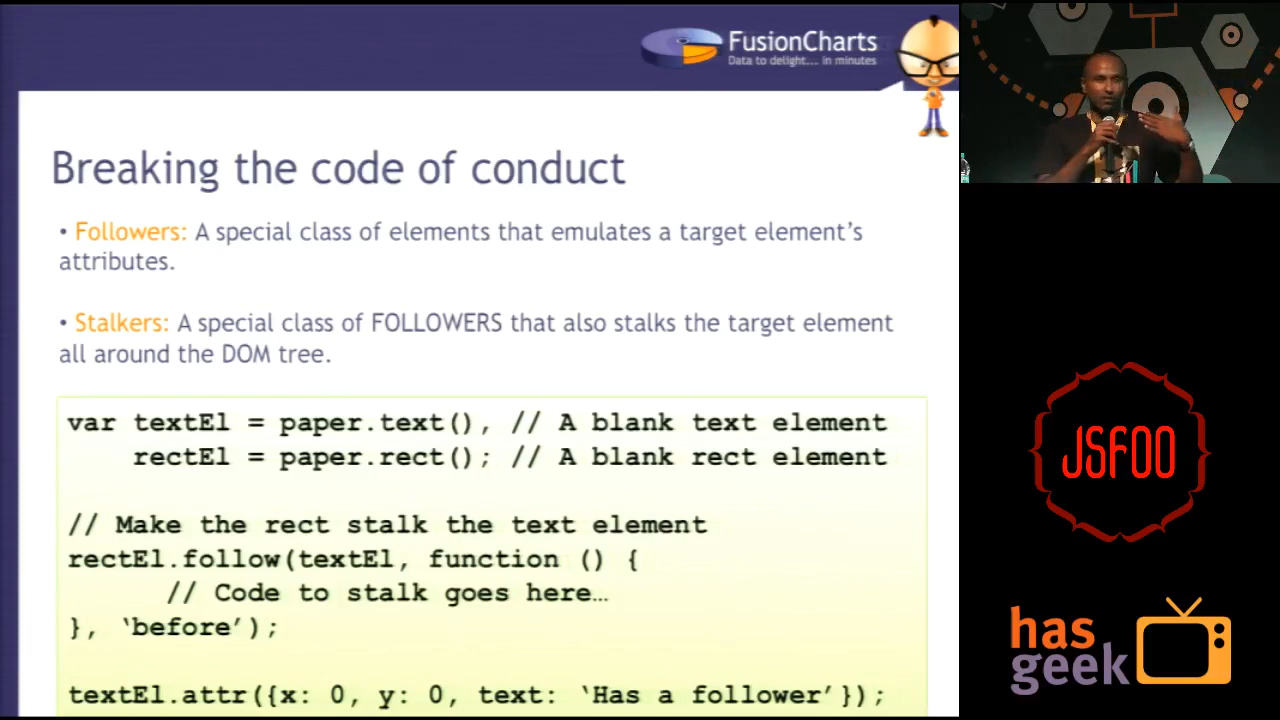 FusionCharts
Data to delight... in minutes
Breaking the code of conduct
• Followers: A special class of elements that emulates a target element’s
attributes.
• Stalkers: A special class of FOLLOWERS that also stalks the target element
all around the DOM tree.
var textEl = paper.text(), // A blank text element
rectEl = paper.rect(); // A blank rect element
// Make the rect stalk the text element
rectEl.follow(textEl, function () {
// Code to stalk goes here…
}, ‘before’);
textEl.attr({x: 0, y: 0, text: ‘Has a follower’});
JSFOO
has
geek